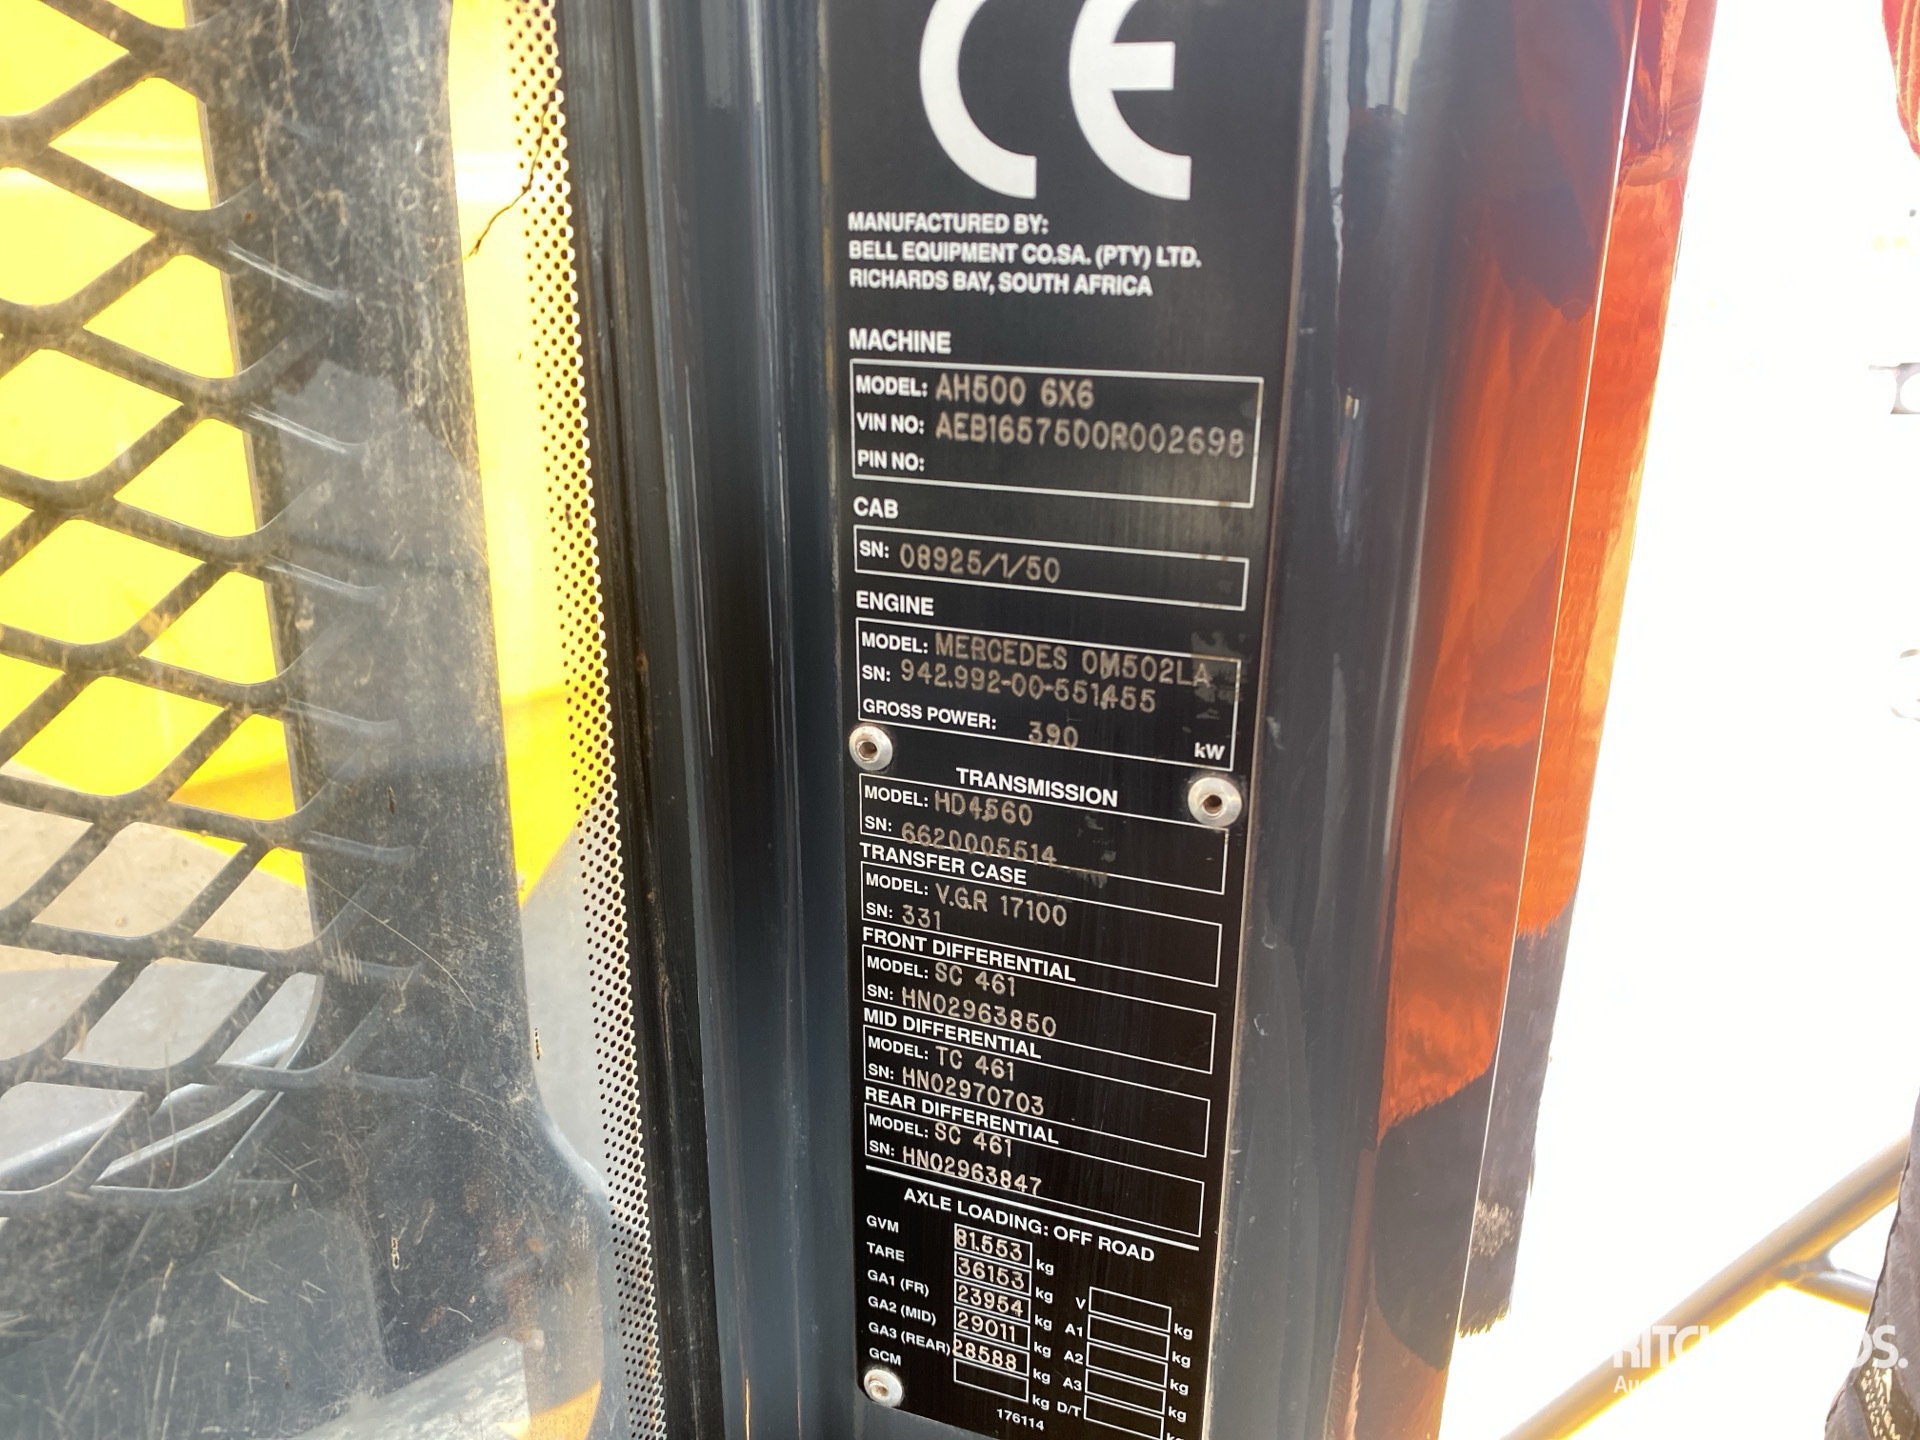 CE
MANUFACTURED BY:
BELL EQUIPMENT CO.SA. (PTY) LTD.
RICHARDS BAY, SOUTH AFRICA
MACHINE
MODEL: AH500 6X6
VIN NO: AEB1657500R002698
PIN NO:
CAB
SN: 08925/1/50
ENGINE
MODEL: MERCEDES OM502LA
SN: 942.992-00-551455
GROSS POWER: 390 kW
TRANSMISSION
MODEL: HD4560
SN: 6620005514
TRANSFER CASE
MODEL: V.G.R 17100
SN: 331
FRONT DIFFERENTIAL
MODEL: SC 461
SN: HN02963850
MID DIFFERENTIAL
MODEL: TC 461
SN: HN02970703
REAR DIFFERENTIAL
MODEL: SC 461
SN: HN02963847
AXLE LOADING: OFF ROAD
GVM 81.553 kg
TARE 36153 kg V kg
GA1 (FR) 23954 kg A1 kg
GA2 (MID) 29011 kg A2 kg
GA3 (REAR) 28588 kg A3 kg
GCM kg D/T kg
176114